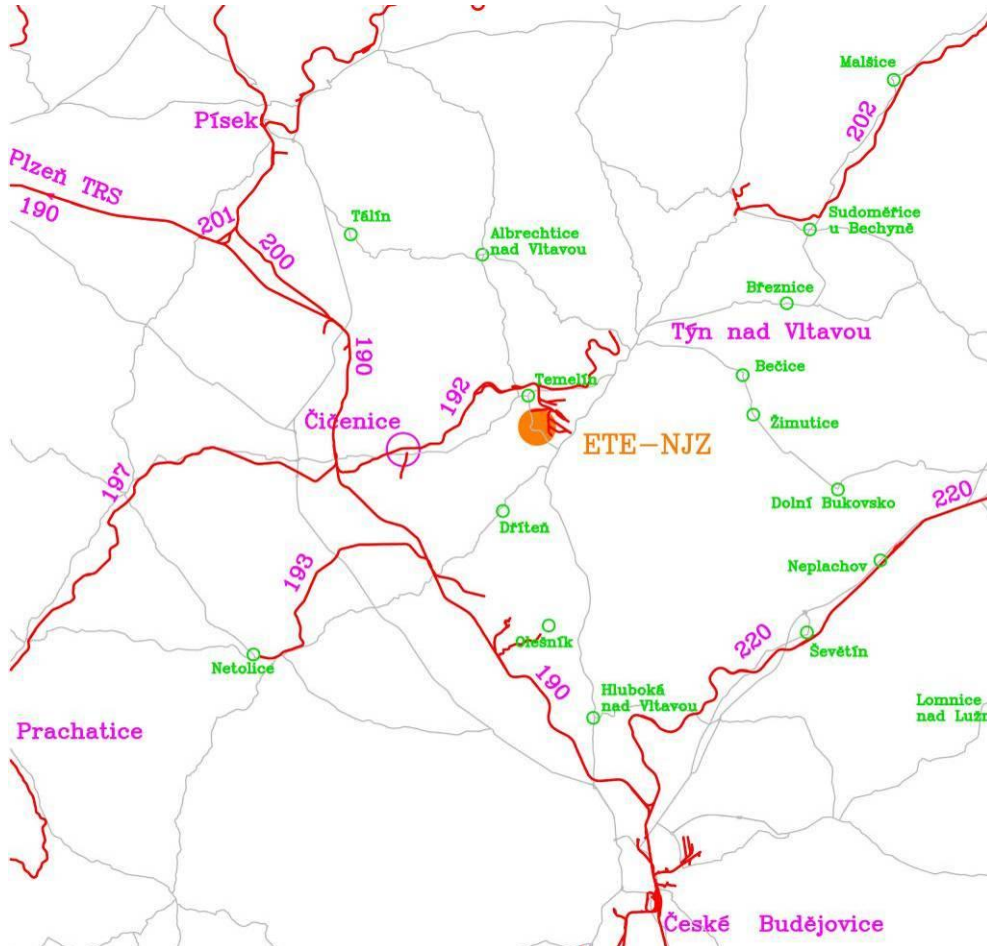 Malšice
202
Písek
Plzeň TRS
190
201
200
Tálín
Albrechtice
nad Vltavou
Sudoměřice
u Bechyně
Březnice
Týn nad Vltavou
190
192
Temelín
Bečice
Čičenice
Žimutice
ETE-NJZ
197
Dolní Bukovsko
220
Dříteň
193
Neplachov
Olešník
220
Ševětín
Netolice
190
Hluboká
nad Vltavou
Lomnice
nad Lužn
Prachatice
České Budějovice